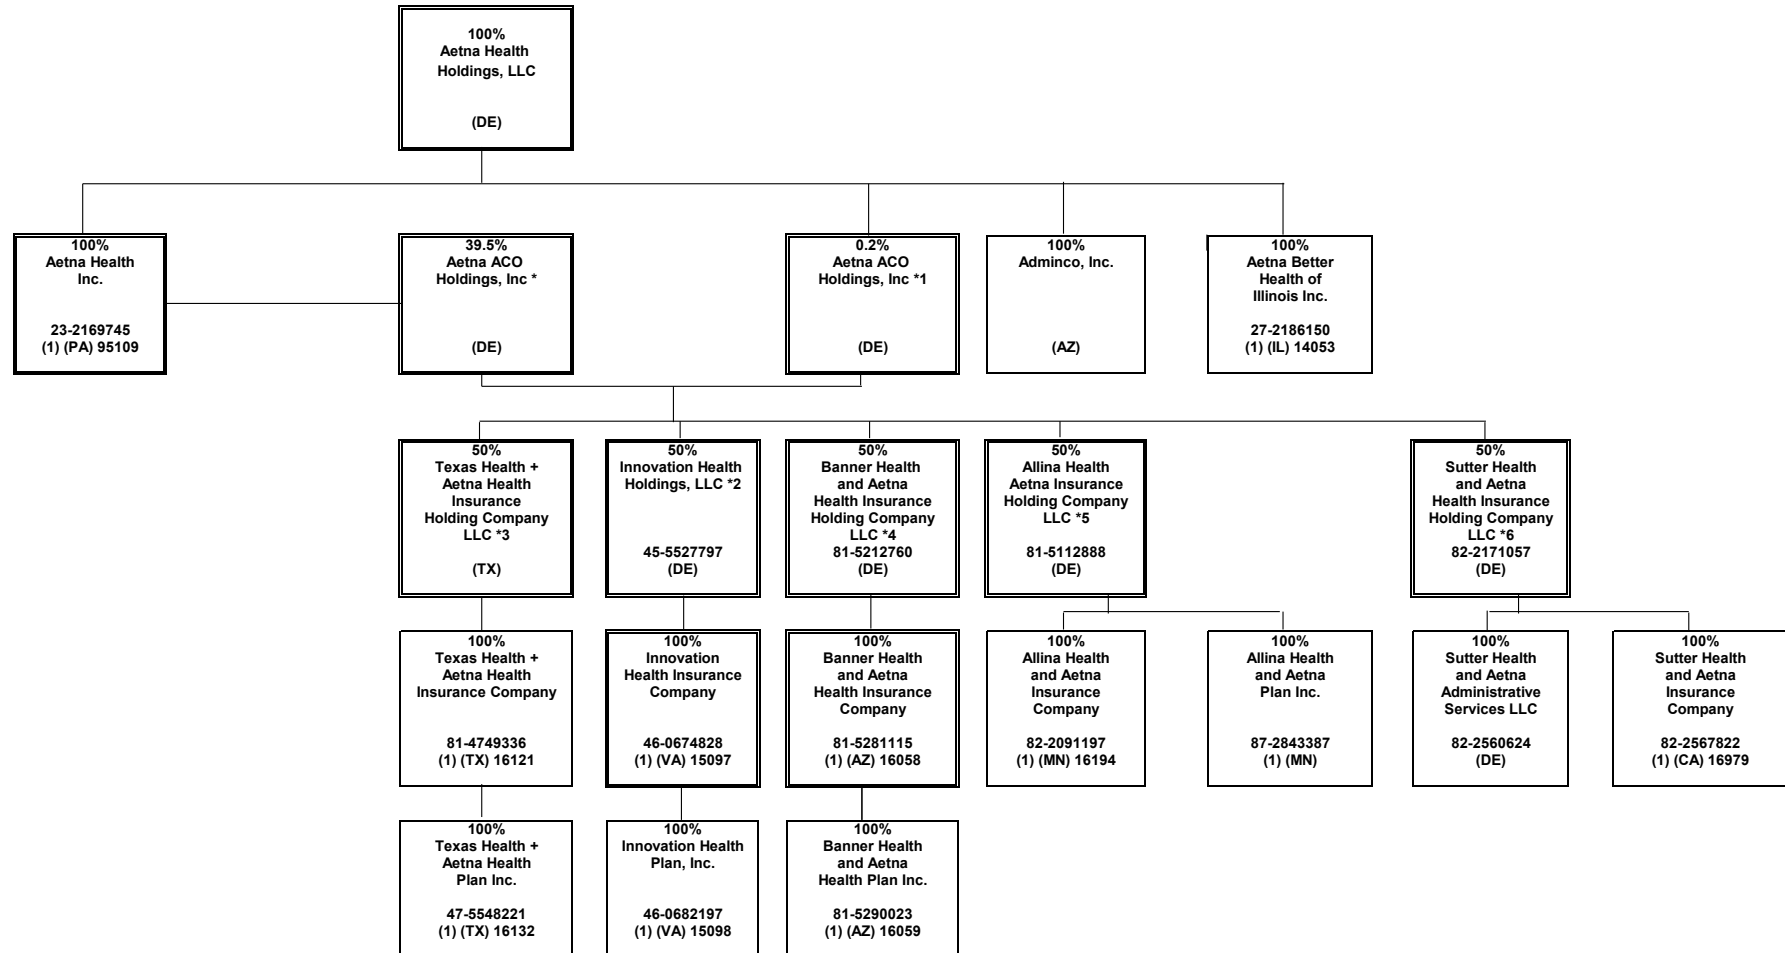 100%
Aetna Health
Holdings, LLC
(DE)
100%
Aetna Health
Inc.
23-2169745
(1) (PA) 95109
39.5%
Aetna ACO
Holdings, Inc *
(DE)
0.2%
Aetna ACO
Holdings, Inc *1
(DE)
100%
Adminco, Inc.
(AZ)
100%
Aetna Better
Health of
Illinois Inc.
27-2186150
(1) (IL) 14053
50%
Texas Health +
Aetna Health
Insurance
Holding Company
LLC *3
(TX)
50%
Innovation Health
Holdings, LLC *2
45-5527797
(DE)
50%
Banner Health
and Aetna
Health Insurance
Holding Company
LLC *4
81-5212760
(DE)
50%
Allina Health
Aetna Insurance
Holding Company
LLC *5
81-5112888
(DE)
50%
Sutter Health
and Aetna
Health Insurance
Holding Company
LLC *6
82-2171057
(DE)
100%
Texas Health +
Aetna Health
Insurance Company
81-4749336
(1) (TX) 16121
100%
Innovation
Health Insurance
Company
46-0674828
(1) (VA) 15097
100%
Banner Health
and Aetna
Health Insurance
Company
81-5281115
(1) (AZ) 16058
100%
Allina Health
and Aetna
Insurance
Company
82-2091197
(1) (MN) 16194
100%
Allina Health
and Aetna
Plan Inc.
87-2843387
(1) (MN)
100%
Sutter Health
and Aetna
Administrative
Services LLC
82-2560624
(DE)
100%
Sutter Health
and Aetna
Insurance
Company
82-2567822
(1) (CA) 16979
100%
Texas Health +
Aetna Health
Plan Inc.
47-5548221
(1) (TX) 16132
100%
Innovation Health
Plan, Inc.
46-0682197
(1) (VA) 15098
100%
Banner Health
and Aetna
Health Plan Inc.
81-5290023
(1) (AZ) 16059